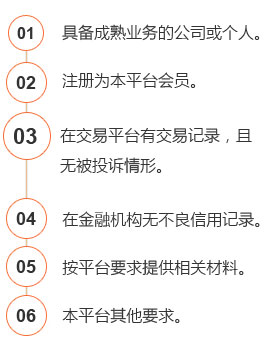 01 具备成熟业务的公司或个人。
02 注册为本平台会员。
03 在交易平台有交易记录，且
无被投诉情形。
04 在金融机构无不良信用记录。
05 按平台要求提供相关材料。
06 本平台其他要求。